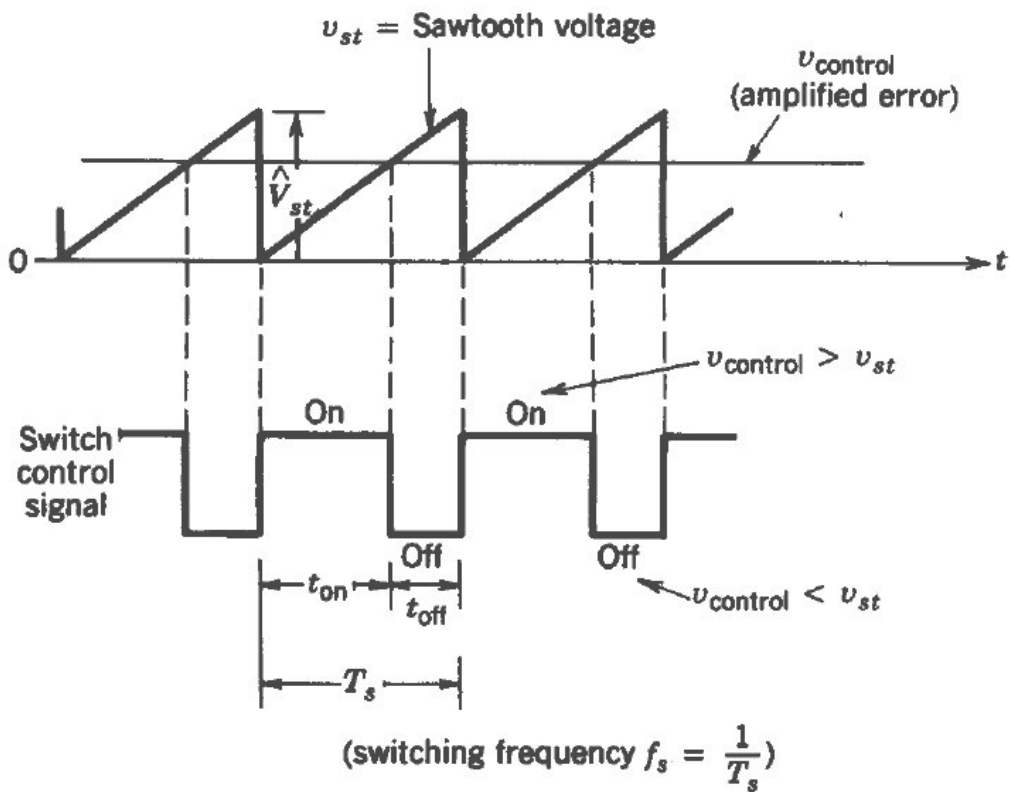 v_st = Sawtooth voltage
v_control
(amplified error)
V̂_st
0
t
v_control > v_st
On
On
Switch
control
signal
Off
Off
t_on
t_off
v_control < v_st
T_s
(switching frequency f_s = 1/T_s)